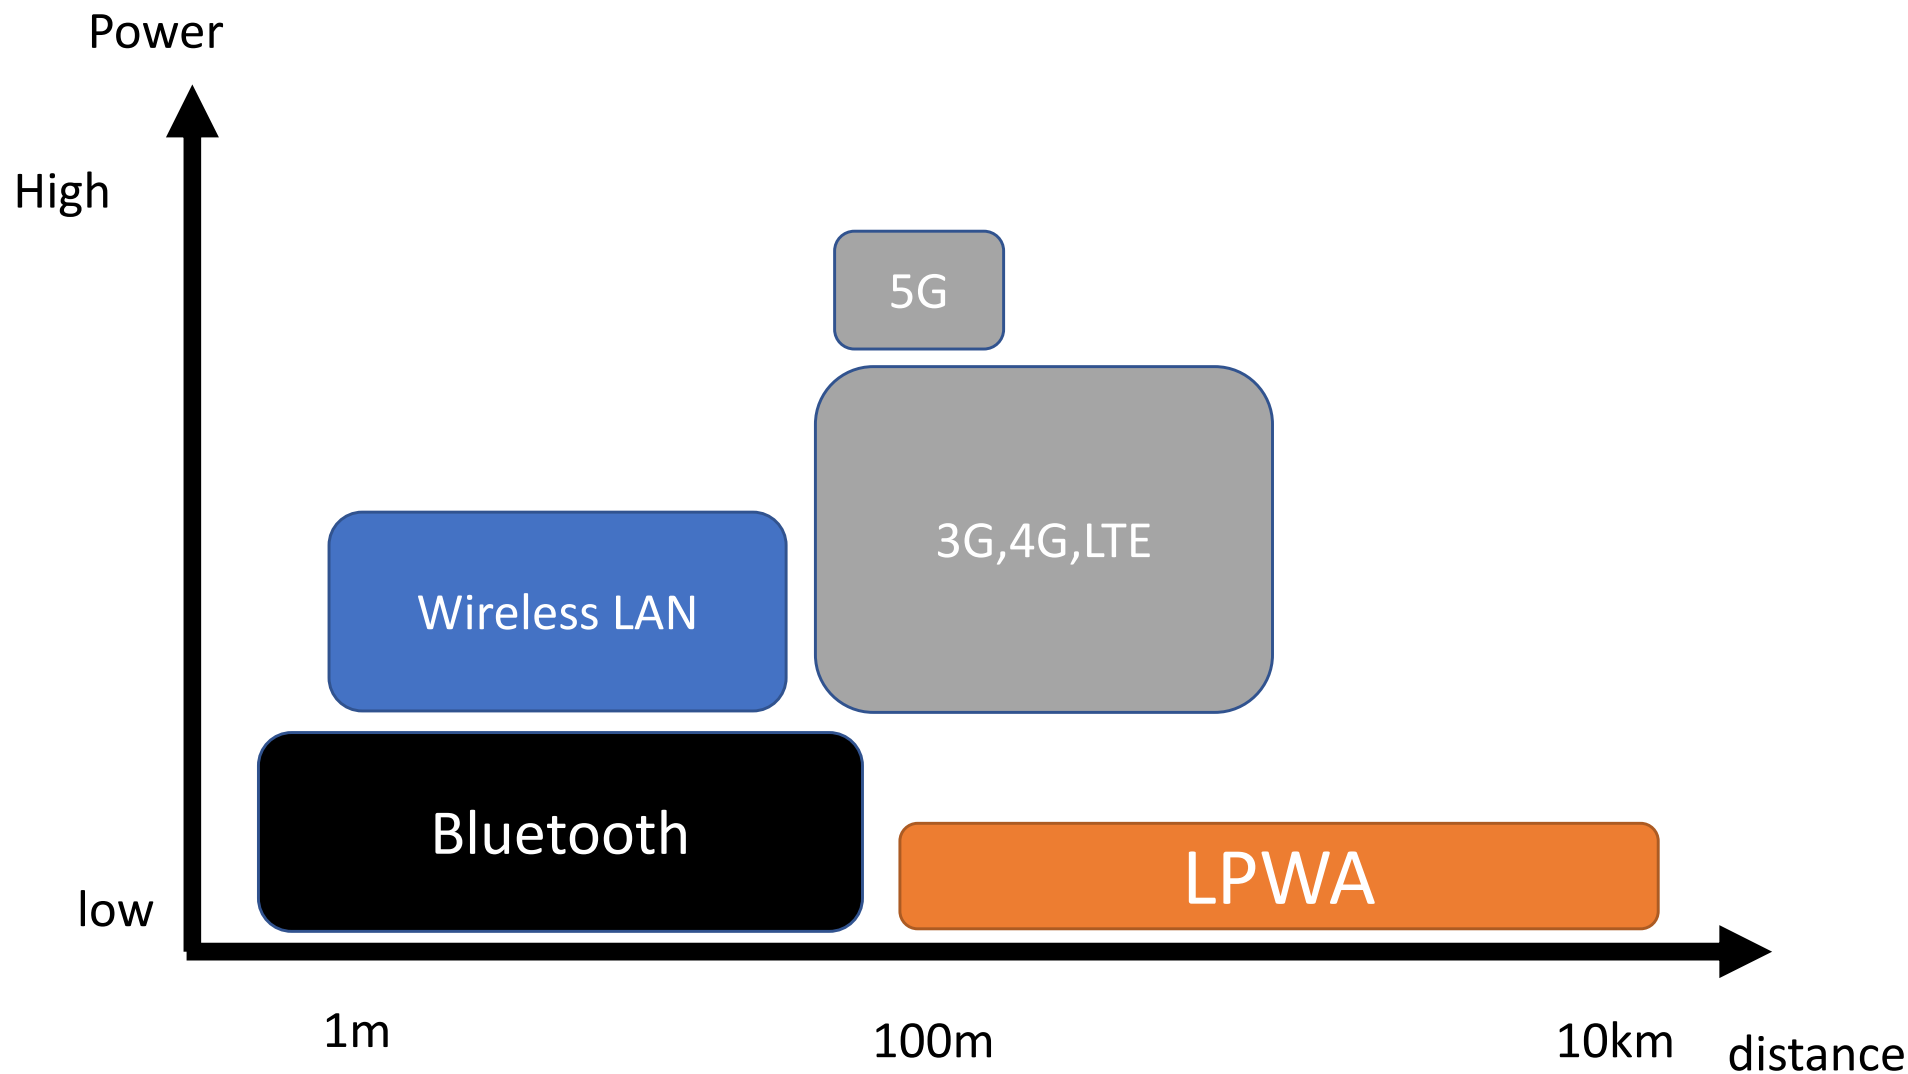 Power
High
5G
3G,4G,LTE
Wireless LAN
Bluetooth
LPWA
low
1m
100m
10km
distance